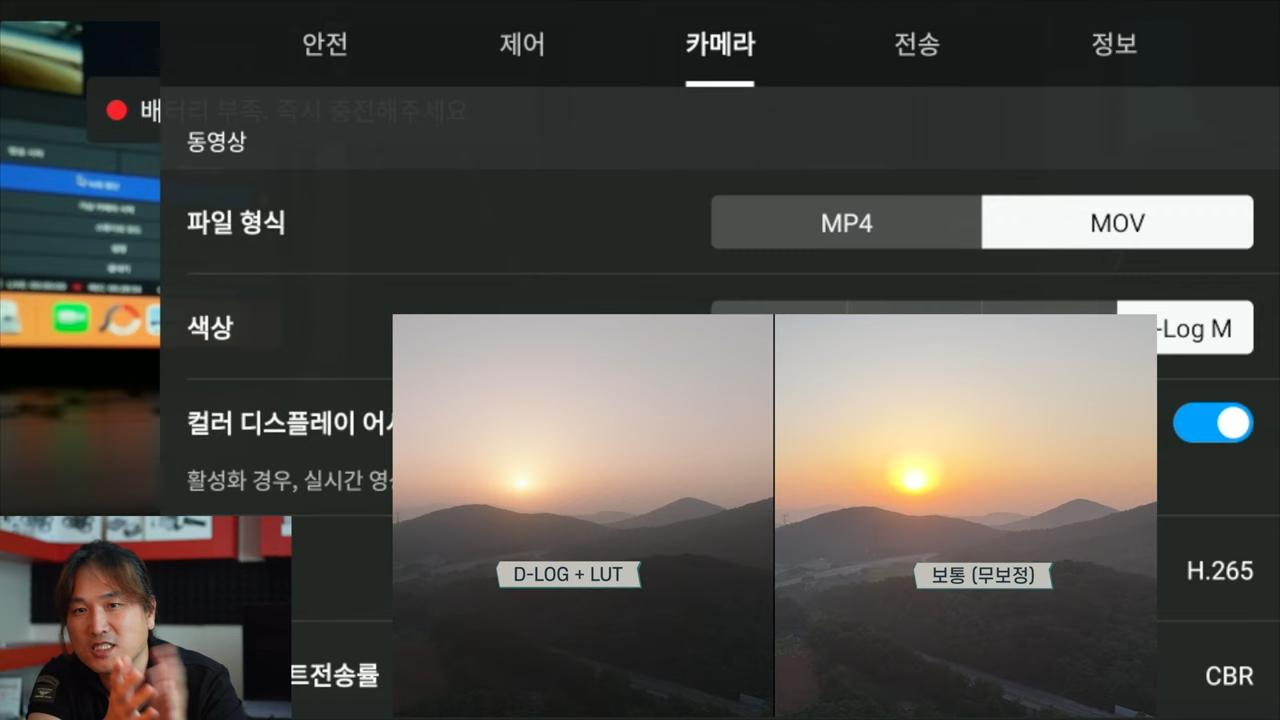 안전 제어 카메라 전송 정보
배터리 부족. 즉시 충전해주세요
동영상
파일 형식 MP4 MOV
색상 -Log M
컬러 디스플레이 어
활성화 경우, 실시간 영
D-LOG + LUT 보통 (무보정)
H.265
트전송률 CBR